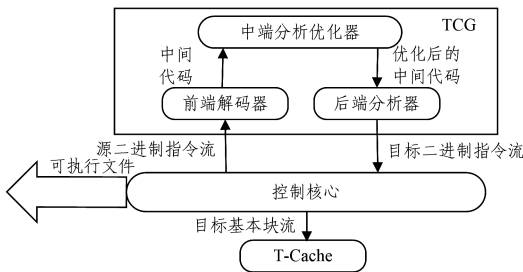 TCG
中端分析优化器
中间
代码
优化后的
中间代码
前端解码器
后端分析器
源二进制指令流
目标二进制指令流
可执行文件
控制核心
目标基本块流
T-Cache